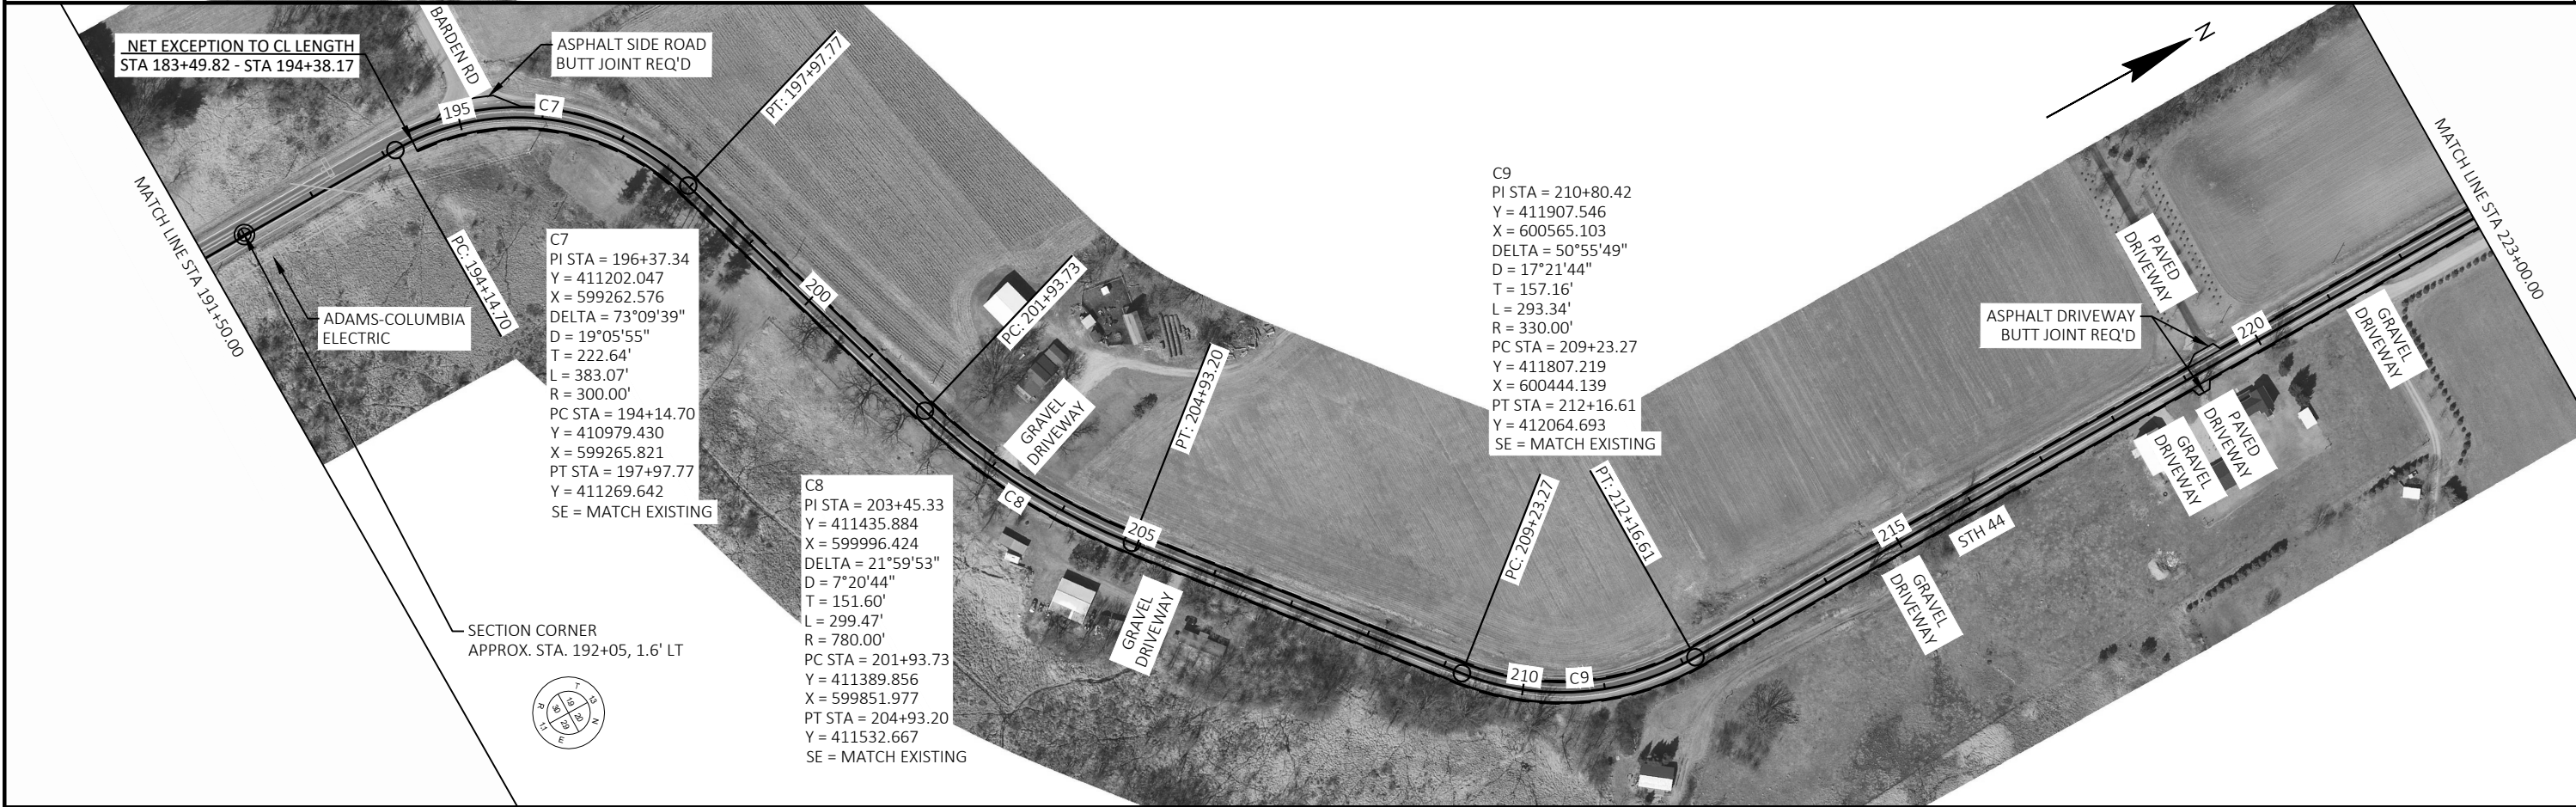 NET EXCEPTION TO CL LENGTH
STA 183+49.82 - STA 194+38.17
BARDEN RD
ASPHALT SIDE ROAD
BUTT JOINT REQ'D
195
C7
PT: 197+97.77
N
MATCH LINE STA 191+50.00
PC: 194+14.70
ADAMS-COLUMBIA
ELECTRIC
C7
PI STA = 196+37.34
Y = 411202.047
X = 599262.576
DELTA = 73°09'39"
D = 19°05'55"
T = 222.64'
L = 383.07'
R = 300.00'
PC STA = 194+14.70
Y = 410979.430
X = 599265.821
PT STA = 197+97.77
Y = 411269.642
SE = MATCH EXISTING
200
PC: 201+93.73
GRAVEL
DRIVEWAY
PT: 204+93.20
C8
205
C8
PI STA = 203+45.33
Y = 411435.884
X = 599996.424
DELTA = 21°59'53"
D = 7°20'44"
T = 151.60'
L = 299.47'
R = 780.00'
PC STA = 201+93.73
Y = 411389.856
X = 599851.977
PT STA = 204+93.20
Y = 411532.667
SE = MATCH EXISTING
GRAVEL
DRIVEWAY
SECTION CORNER
APPROX. STA. 192+05, 1.6' LT
T
13
N
R
11
E
19
20
30
29
C9
PI STA = 210+80.42
Y = 411907.546
X = 600565.103
DELTA = 50°55'49"
D = 17°21'44"
T = 157.16'
L = 293.34'
R = 330.00'
PC STA = 209+23.27
Y = 411807.219
X = 600444.139
PT STA = 212+16.61
Y = 412064.693
SE = MATCH EXISTING
PC: 209+23.27
PT: 212+16.61
210
C9
215
STH 44
GRAVEL
DRIVEWAY
PAVED
DRIVEWAY
ASPHALT DRIVEWAY
BUTT JOINT REQ'D
220
GRAVEL
DRIVEWAY
PAVED
DRIVEWAY
GRAVEL
DRIVEWAY
MATCH LINE STA 223+00.00